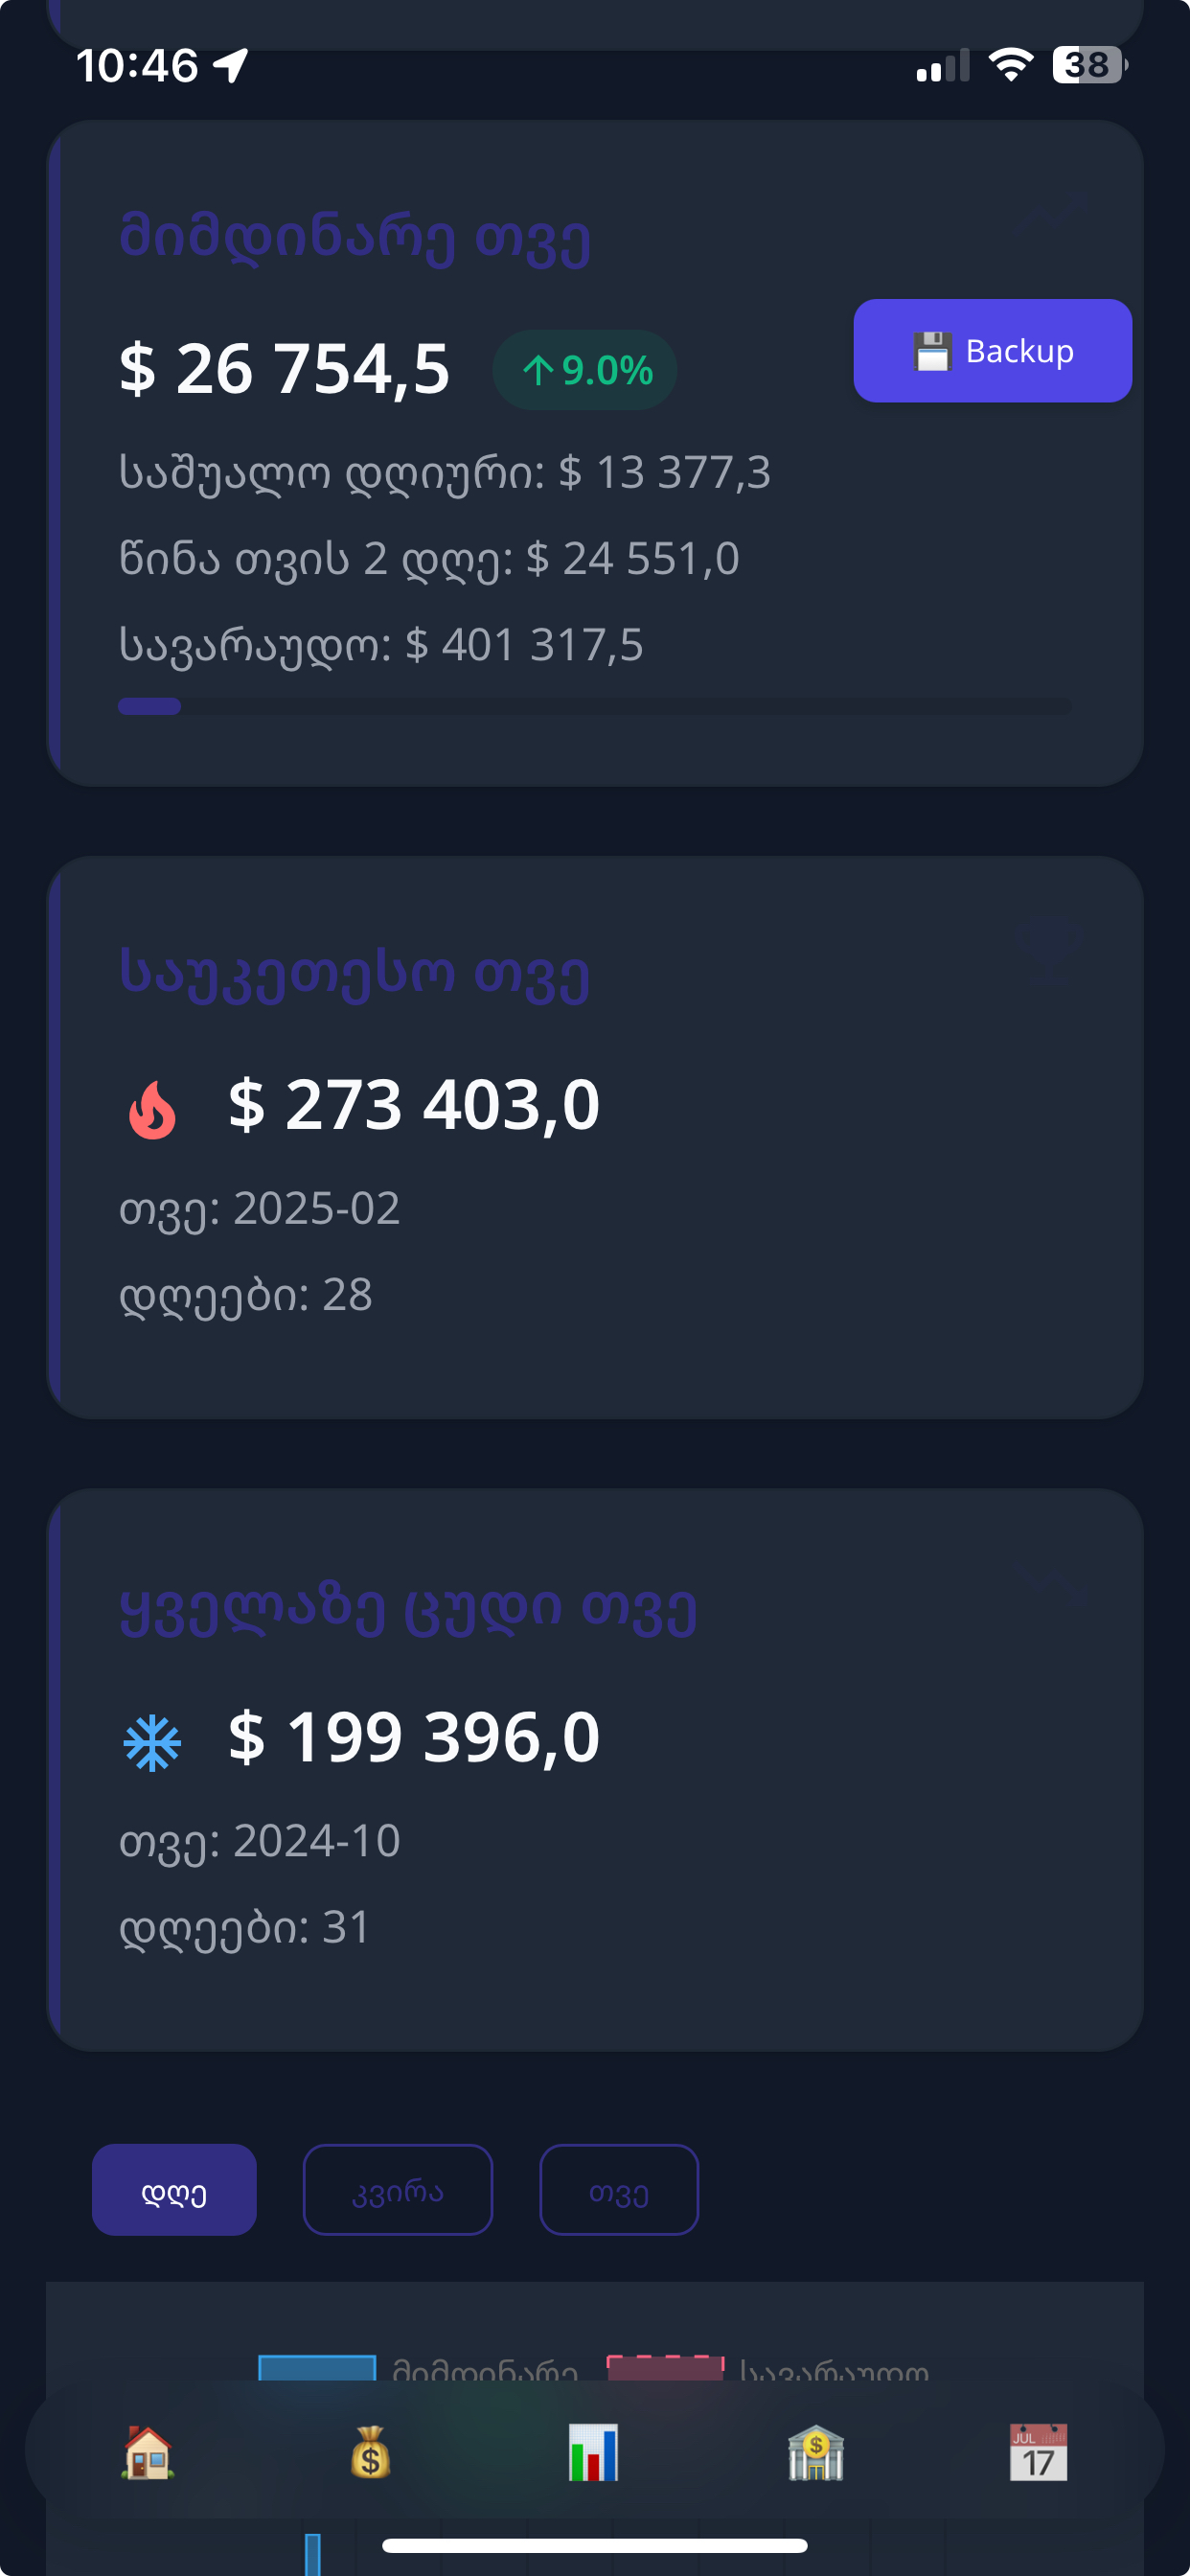 10:46
38
მიმდინარე თვე
$ 26 754,5 ↑9.0%
💾 Backup
საშუალო დღიური: $ 13 377,3
წინა თვის 2 დღე: $ 24 551,0
სავარაუდო: $ 401 317,5
საუკეთესო თვე
$ 273 403,0
თვე: 2025-02
დღეები: 28
ყველაზე ცუდი თვე
$ 199 396,0
თვე: 2024-10
დღეები: 31
დღე კვირა თვე
მიმდინარე სავარაუდო
JUL
17